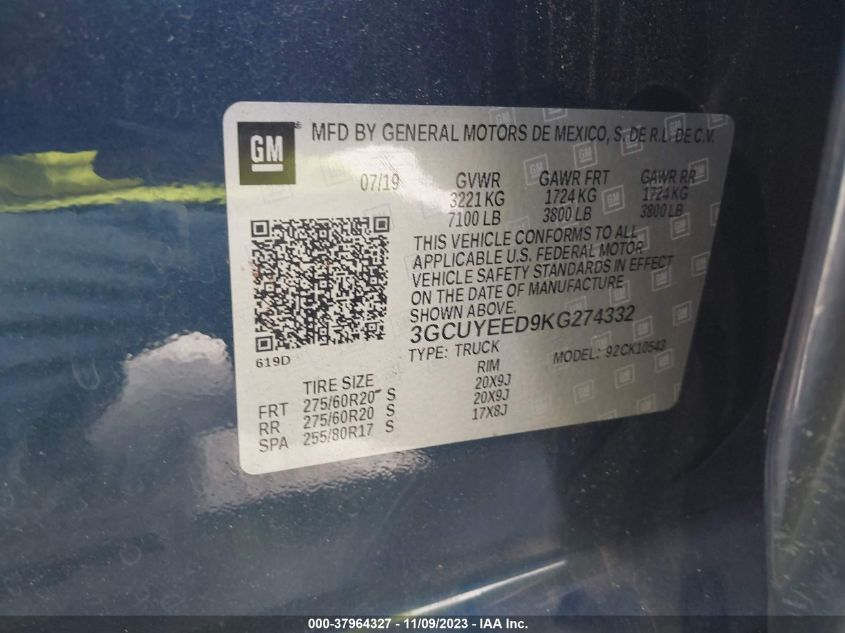 GM
® MFD BY GENERAL MOTORS DE MEXICO, S. DE R.L. DE C.V.
07/19 GVWR GAWR FRT GAWR RR
3221 KG 1724 KG 1724 KG
7100 LB 3800 LB 3800 LB
THIS VEHICLE CONFORMS TO ALL
APPLICABLE U.S. FEDERAL MOTOR
VEHICLE SAFETY STANDARDS IN EFFECT
ON THE DATE OF MANUFACTURE
SHOWN ABOVE.
3GCUYEED9KG274332
619D
TYPE: TRUCK MODEL: 92CK10543
TIRE SIZE RIM
FRT 275/60R20 S 20X9J
RR 275/60R20 S 20X9J
SPA 255/80R17 S 17X8J
000-37964327 - 11/09/2023 - IAA Inc.